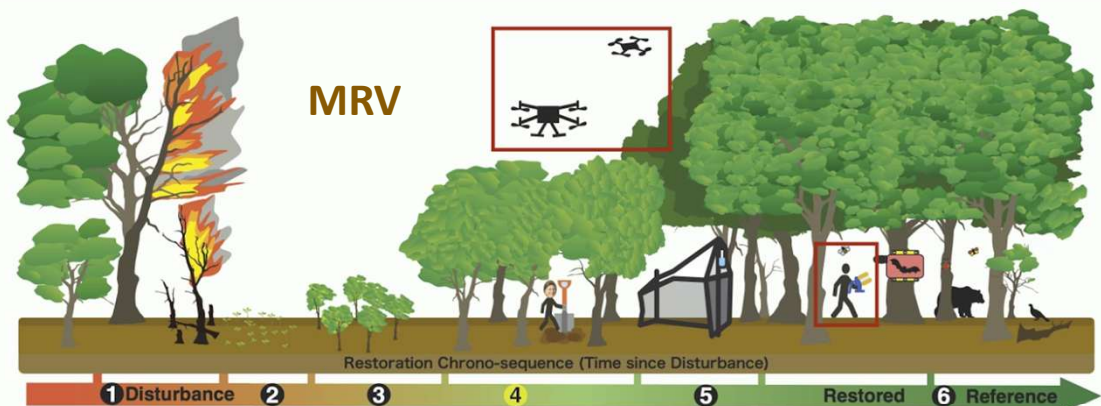 MRV
Restoration Chrono-sequence (Time since Disturbance)
1 Disturbance 2 3 4 5 Restored 6 Reference